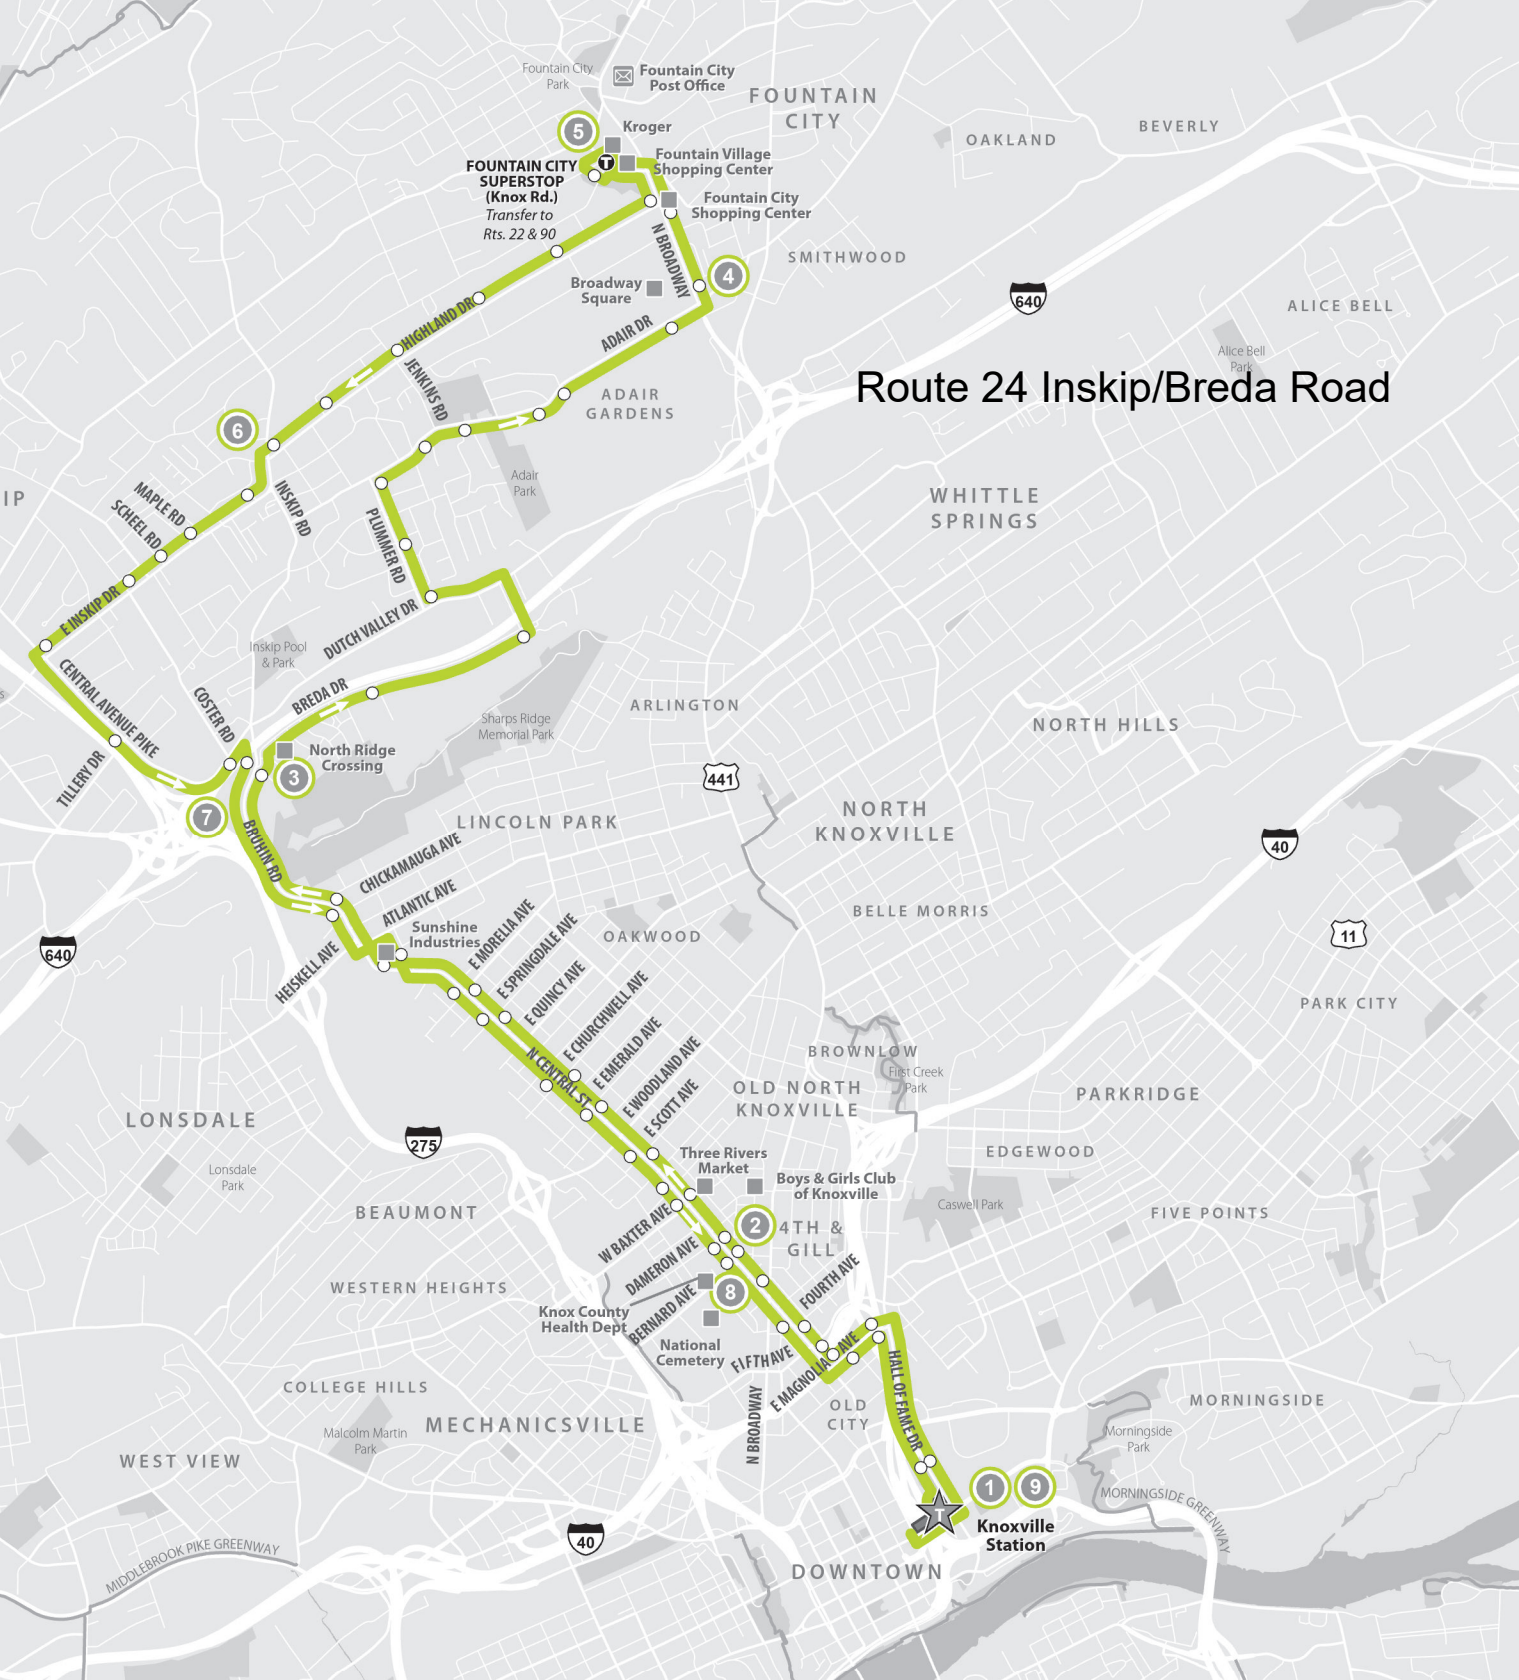 Fountain City
Park
Fountain City
Post Office
FOUNTAIN
CITY
OAKLAND
BEVERLY
5
Kroger
T
FOUNTAIN CITY
SUPERSTOP
(Knox Rd.)
Transfer to
Rts. 22 & 90
Fountain Village
Shopping Center
Fountain City
Shopping Center
N BROADWAY
4
SMITHWOOD
Broadway
Square
640
ALICE BELL
Alice Bell
Park
HIGHLAND DR
ADAIR DR
JENKINS RD
ADAIR
GARDENS
Route 24 Inskip/Breda Road
6
Adair
Park
IP
MAPLE RD
SCHEEL RD
INSKIP RD
PLUMMER RD
WHITTLE
SPRINGS
E INSKIP DR
DUTCH VALLEY DR
Inskip Pool
& Park
CENTRAL AVENUE PIKE
COSTER RD
BREDA DR
Sharps Ridge
Memorial Park
ARLINGTON
NORTH HILLS
TILLERY DR
North Ridge
Crossing
3
441
7
BRUHIN RD
LINCOLN PARK
NORTH
KNOXVILLE
40
CHICKAMAUGA AVE
ATLANTIC AVE
BELLE MORRIS
11
640
HEISKELL AVE
Sunshine
Industries
E MORELIA AVE
E SPRINGDALE AVE
E QUINCY AVE
OAKWOOD
E CHURCHWELL AVE
E EMERALD AVE
E WOODLAND AVE
E SCOTT AVE
N CENTRAL ST
PARK CITY
BROWNLOW
First Creek
Park
OLD NORTH
KNOXVILLE
PARKRIDGE
LONSDALE
275
Lonsdale
Park
EDGEWOOD
Three Rivers
Market
Boys & Girls Club
of Knoxville
Caswell Park
BEAUMONT
FIVE POINTS
2
4TH &
GILL
W BAXTER AVE
DAMERON AVE
BERNARD AVE
8
FOURTH AVE
WESTERN HEIGHTS
Knox County
Health Dept
National
Cemetery
FIFTH AVE
E MAGNOLIA AVE
HALL OF FAME DR
COLLEGE HILLS
MECHANICSVILLE
Malcolm Martin
Park
N BROADWAY
OLD
CITY
MORNINGSIDE
Morningside
Park
WEST VIEW
1
9
T
Knoxville
Station
MORNINGSIDE GREENWAY
40
MIDDLEBROOK PIKE GREENWAY
DOWNTOWN